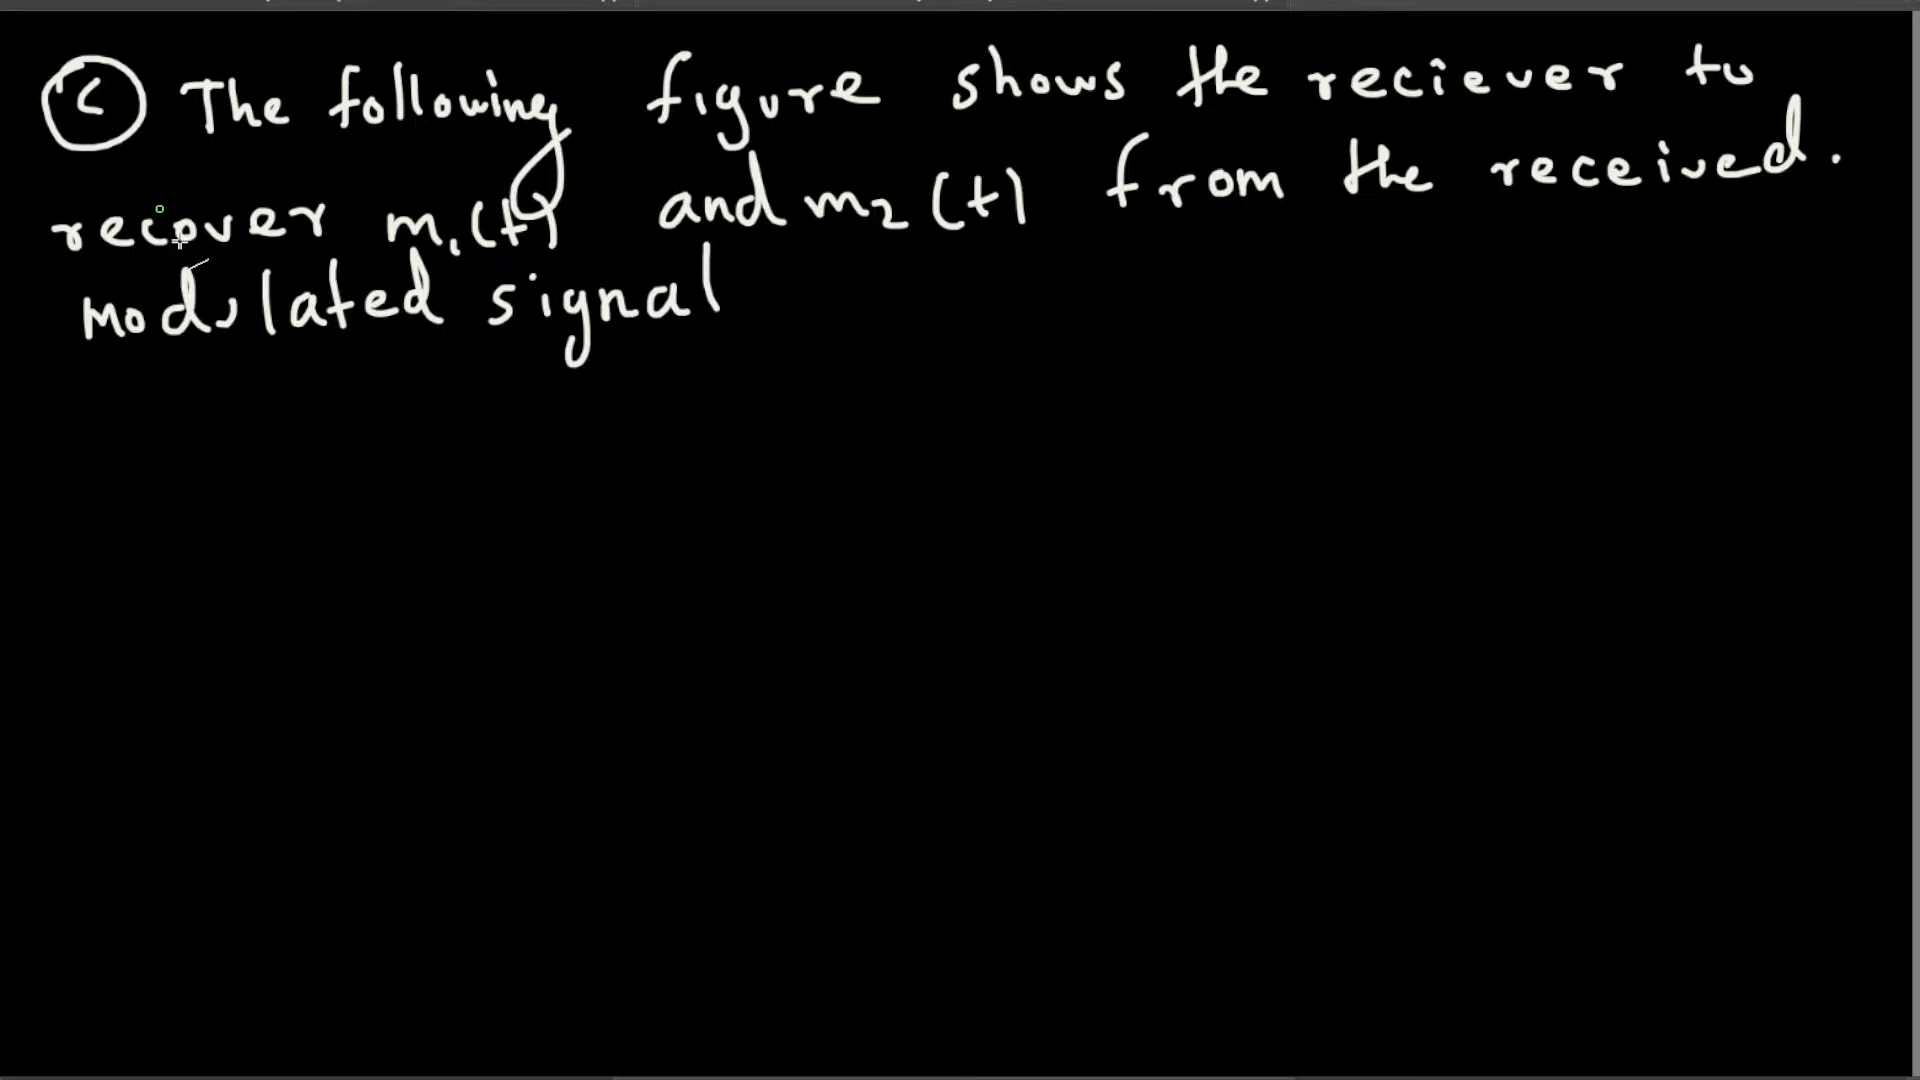 (c) The following figure shows the reciever to
recover m1(t) and m2(t) from the received.
modulated signal